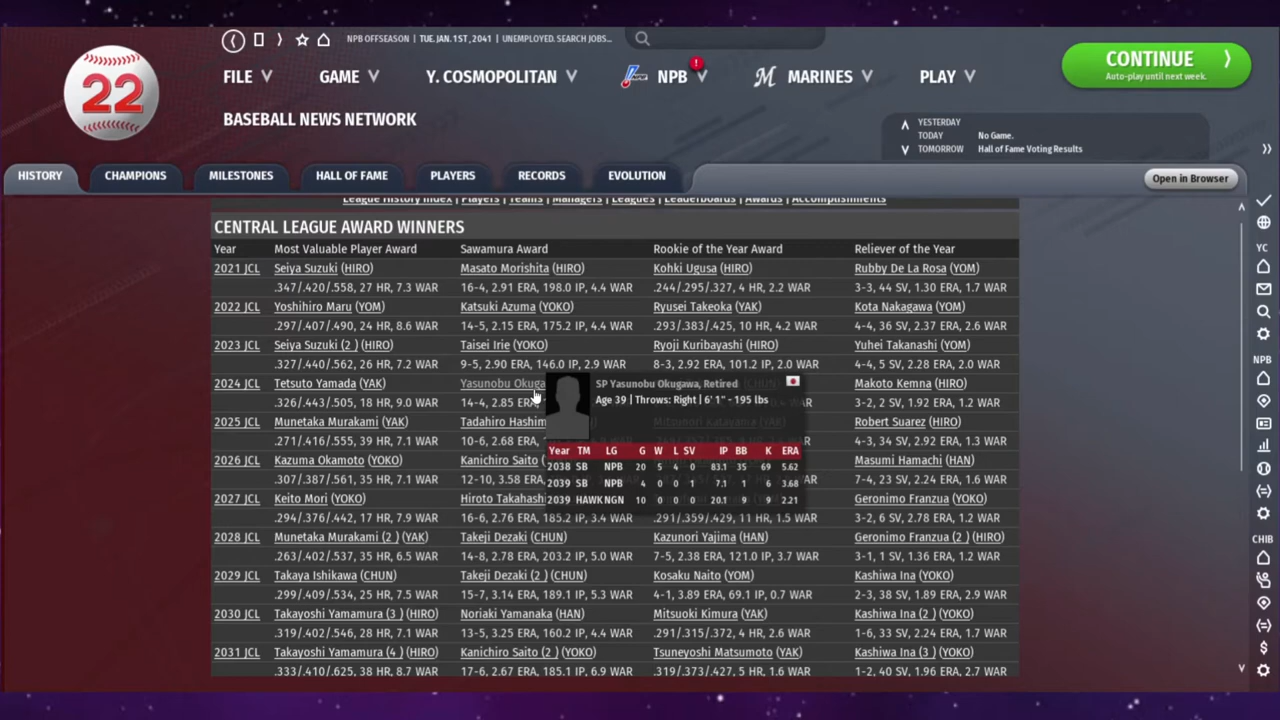 NPB OFFSEASON | TUE. JAN. 1ST, 2041 | UNEMPLOYED. SEARCH JOBS...
22
FILE GAME Y. COSMOPOLITAN NPB ! MARINES PLAY
CONTINUE
Auto-play until next week.
BASEBALL NEWS NETWORK
YESTERDAY
TODAY No Game.
TOMORROW Hall of Fame Voting Results
HISTORY CHAMPIONS MILESTONES HALL OF FAME PLAYERS RECORDS EVOLUTION Open in Browser
League History Index | Players | Teams | Managers | Leagues | Leaderboards | Awards | Accomplishments
CENTRAL LEAGUE AWARD WINNERS
Year Most Valuable Player Award Sawamura Award Rookie of the Year Award Reliever of the Year
2021 JCL Seiya Suzuki (HIRO) Masato Morishita (HIRO) Kohki Ugusa (HIRO) Rubby De La Rosa (YOM)
.347/.420/.558, 27 HR, 7.3 WAR 16-4, 2.91 ERA, 198.0 IP, 4.4 WAR .244/.295/.327, 4 HR, 2.2 WAR 3-3, 44 SV, 1.30 ERA, 1.7 WAR
2022 JCL Yoshihiro Maru (YOM) Katsuki Azuma (YOKO) Ryusei Takeoka (YAK) Kota Nakagawa (YOM)
.297/.407/.490, 24 HR, 8.6 WAR 14-5, 2.15 ERA, 175.2 IP, 4.4 WAR .293/.383/.425, 10 HR, 4.2 WAR 4-4, 36 SV, 2.37 ERA, 2.6 WAR
2023 JCL Seiya Suzuki (2 ) (HIRO) Taisei Irie (YOKO) Ryoji Kuribayashi (HIRO) Yuhei Takanashi (YOM)
.327/.440/.562, 26 HR, 7.2 WAR 9-5, 2.90 ERA, 146.0 IP, 2.9 WAR 8-3, 2.92 ERA, 101.2 IP, 2.0 WAR 4-4, 5 SV, 2.28 ERA, 2.0 WAR
2024 JCL Tetsuto Yamada (YAK) Yasunobu Okuga (CHUN) Makoto Kemna (HIRO)
.326/.443/.505, 18 HR, 9.0 WAR 14-4, 2.85 ER 3-2, 2 SV, 1.92 ERA, 2.2 WAR
SP Yasunobu Okugawa, Retired
Age 39 | Throws: Right | 6' 1" - 195 lbs
2025 JCL Munetaka Murakami (YAK) Tadahiro Hashim Mitsunori Katayama (YAK) Robert Suarez (HIRO)
.271/.416/.555, 39 HR, 7.1 WAR 10-6, 2.68 ERA, 4-3, 34 SV, 2.92 ERA, 1.3 WAR
Year TM LG G W L SV IP BB K ERA
2038 SB NPB 20 5 4 0 83.1 35 69 5.62
2039 SB NPB 4 0 0 1 7.1 1 6 3.68
2039 HAWK NGN 10 0 0 0 20.1 9 9 2.21
2026 JCL Kazuma Okamoto (YOKO) Kanichiro Saito Masumi Hamachi (HAN)
.307/.387/.535, 36 HR, 7.1 WAR 12-10, 3.58 ERA 7-4, 23 SV, 2.26 ERA, 1.2 WAR
2027 JCL Keito Mori (YOKO) Hiroto Takahash Geronimo Franzua (HIRO)
.294/.376/.442, 17 HR, 7.9 WAR 16-6, 2.76 ERA, 185.2 IP, 3.4 WAR .291/.359/.429, 11 HR, 1.5 WAR 3-2, 6 SV, 2.78 ERA, 1.2 WAR
2028 JCL Munetaka Murakami (2 ) (YAK) Takeji Dezaki (CHUN) Kazunori Yajima (HAN) Geronimo Franzua (2 ) (HIRO)
.263/.402/.537, 35 HR, 6.5 WAR 14-8, 2.78 ERA, 203.2 IP, 5.0 WAR 7-5, 2.38 ERA, 121.0 IP, 3.7 WAR 3-1, 1 SV, 1.36 ERA, 1.2 WAR
2029 JCL Takaya Ishikawa (CHUN) Takeji Dezaki (2 ) (CHUN) Kosaku Naito (YOM) Kashiwa Ina (YOKO)
.299/.409/.534, 25 HR, 7.5 WAR 15-7, 3.14 ERA, 189.1 IP, 5.3 WAR 4-1, 3.89 ERA, 69.1 IP, 0.7 WAR 2-3, 38 SV, 1.89 ERA, 2.9 WAR
2030 JCL Takayoshi Yamamura (3 ) (HIRO) Noriaki Yamanaka (HAN) Mitsuoki Kimura (YAK) Kashiwa Ina (2 ) (YOKO)
.319/.402/.546, 28 HR, 7.1 WAR 13-5, 3.25 ERA, 160.2 IP, 4.4 WAR .291/.315/.372, 4 HR, 2.6 WAR 1-6, 33 SV, 2.24 ERA, 1.7 WAR
2031 JCL Takayoshi Yamamura (4 ) (HIRO) Kanichiro Saito (2 ) (YOKO) Tsuneyoshi Matsumoto (YAK) Kashiwa Ina (3 ) (YOKO)
.333/.410/.625, 38 HR, 8.7 WAR 17-6, 2.67 ERA, 185.1 IP, 6.9 WAR .319/.373/.427, 5 HR, 1.6 WAR 1-2, 40 SV, 1.96 ERA, 2.7 WAR
YC
NPB
CHIB